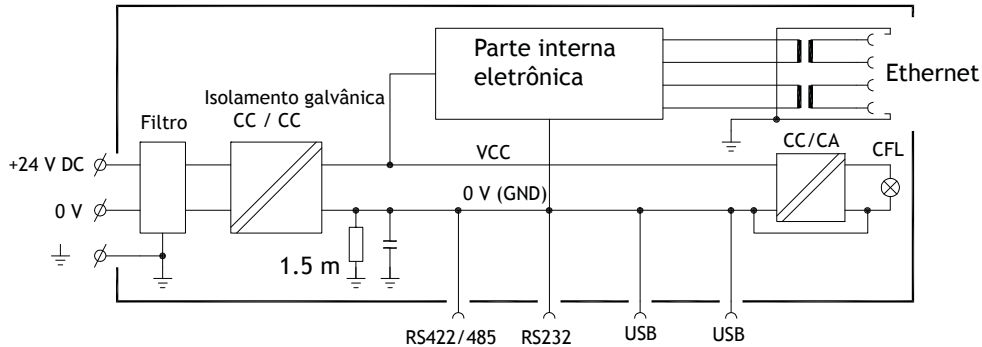 Parte interna
eletrônica
Ethernet
Isolamento galvânica
CC / CC
Filtro
+24 V DC
VCC
CC/CA
CFL
0 V
0 V (GND)
1.5 m
RS422/485
RS232
USB
USB